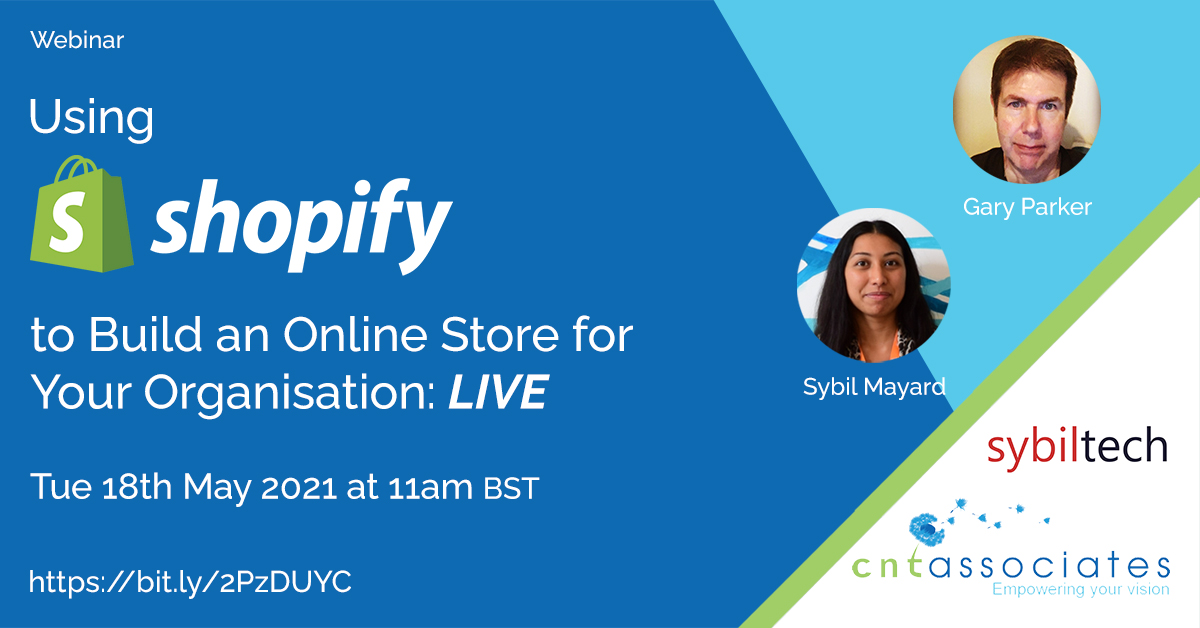 Webinar
Using
shopify
to Build an Online Store for
Your Organisation: LIVE
Tue 18th May 2021 at 11am BST
https://bit.ly/2PzDUYC
Gary Parker
Sybil Mayard
sybiltech
cntassociates
Empowering your vision